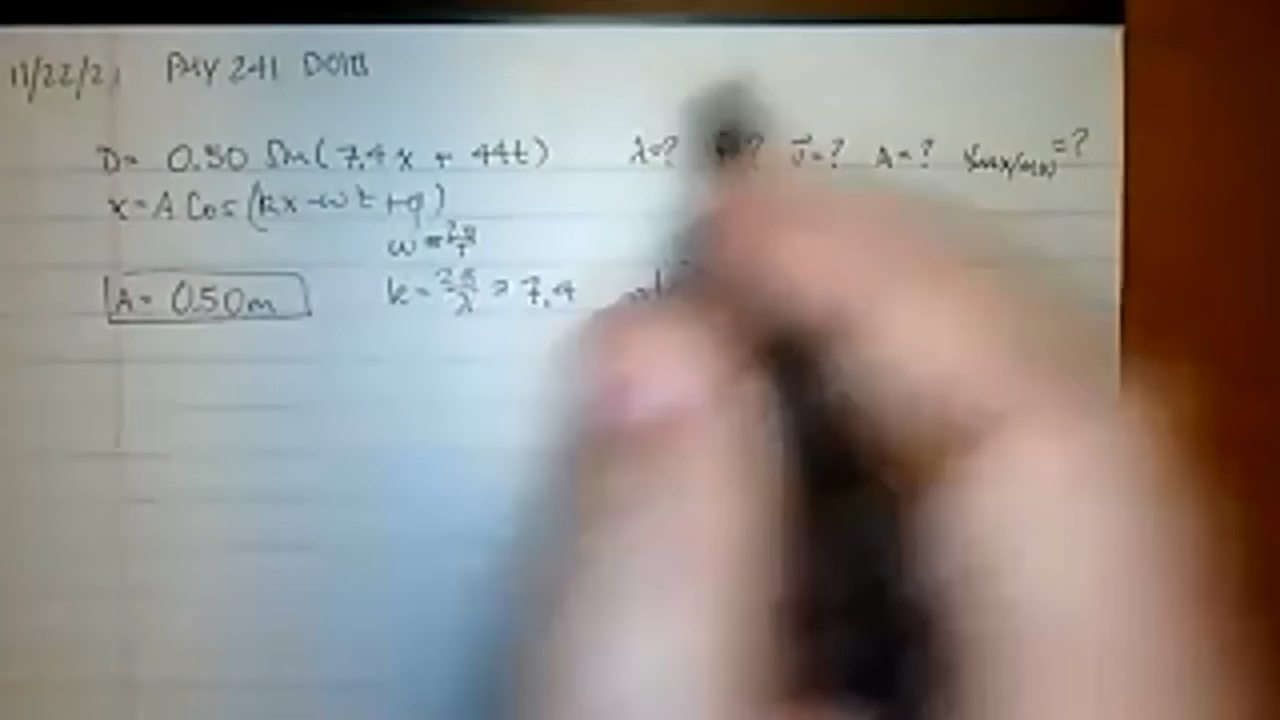 11/22/21 PHY 241 D01B
D= 0.50 Sin(7.4x + 44t) λ=? =? A=? Vmax/min =?
x=A Cos(kx-ωt+φ)
ω=2π/T
A= 0.50m k=2π/λ=7.4